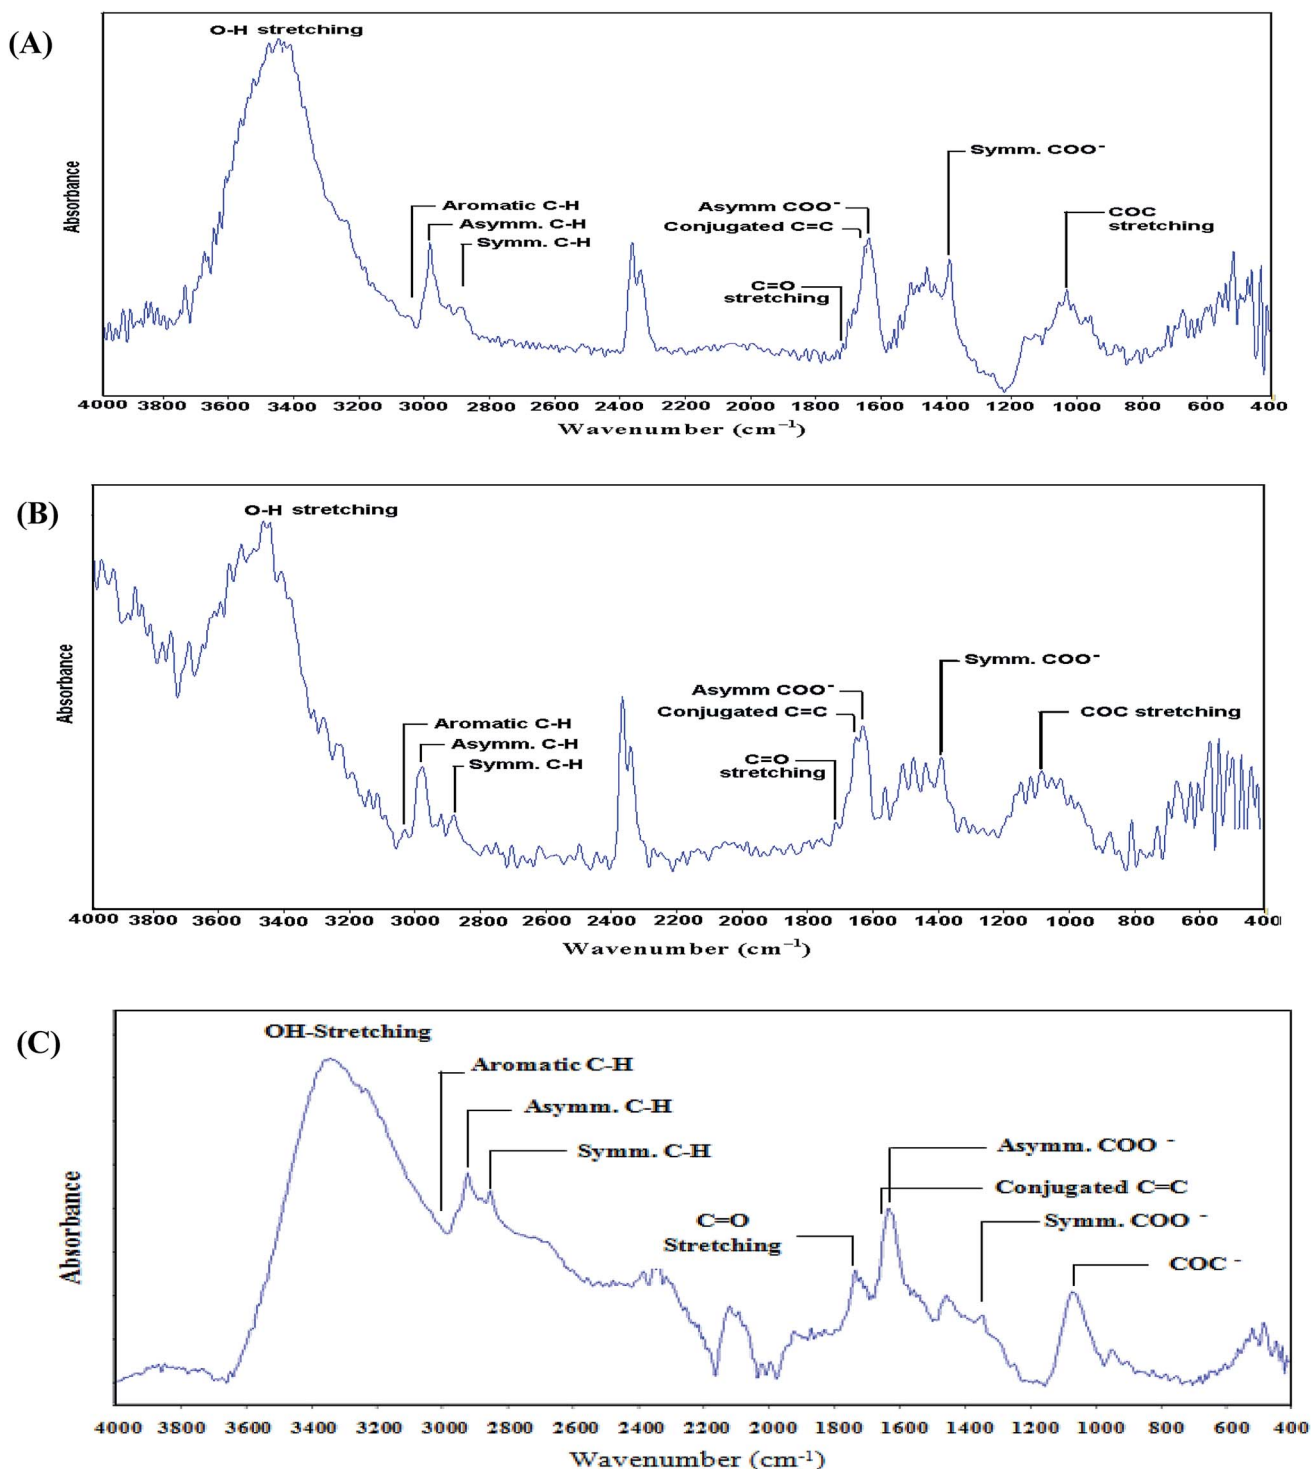 (A)
O-H stretching
Symm. COO⁻
Aromatic C-H
Asymm COO⁻
COC
stretching
Asymm. C-H
Conjugated C=C
Symm. C-H
C=O
stretching
Absorbance
4000 3600 3200 3000 2800 2600 2400 2200 2000 1800 1600 1400 1200 1000 800 600 400
Wavenumber (cm⁻¹)
(B)
O-H stretching
Symm. COO⁻
Asymm COO⁻
Conjugated C=C
COC stretching
Aromatic C-H
Asymm. C-H
C=O
stretching
Symm. C-H
Absorbance
4000 3800 3600 3400 3200 3000 2800 2600 2400 2200 2000 1800 1600 1400 1200 1000 800 600 400
Wavenumber (cm⁻¹)
(C)
OH-Stretching
Aromatic C-H
Asymm. C-H
Symm. C-H
Asymm. COO ⁻
Conjugated C=C
C=O
Stretching
Symm. COO ⁻
COC ⁻
Absorbance
4000 3800 3600 3400 3200 3000 2800 2600 2400 2200 2000 1800 1600 1400 1200 1000 800 600 400
Wavenumber (cm⁻¹)